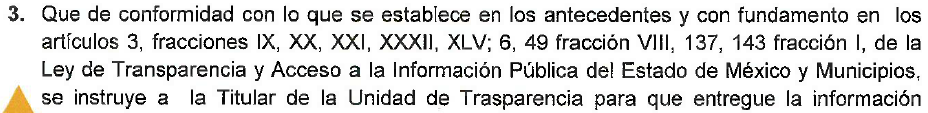 3. Que de conformidad con lo que se establece en los antecedentes y con fundamento en los
artículos 3, fracciones IX, XX, XXI, XXXII, XLV; 6, 49 fracción VIII, 137, 143 fracción I, de la
Ley de Transparencia y Acceso a la Información Pública del Estado de México y Municipios,
se instruye a la Titular de la Unidad de Trasparencia para que entregue la información